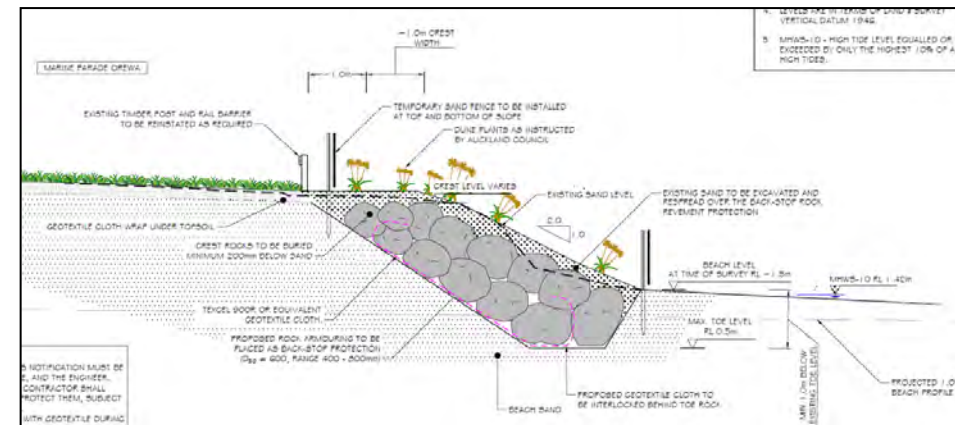 4. LEVELS ARE IN TERMS OF LAND & SURVEY
VERTICAL DATUM 1946.
5 MHWS-10 - HIGH TIDE LEVEL EQUALLED OR
EXCEEDED BY ONLY THE HIGHEST 10% OF A
HIGH TIDES.
~1.0m CREST
WIDTH
MARINE PARADE OREWA
~1.0m
EXISTING TIMBER POST AND RAIL BARRIER
TO BE REINSTATED AS REQUIRED
TEMPORARY SAND FENCE TO BE INSTALLED
AT TOP AND BOTTOM OF SLOPE
DUNE PLANTS AS INSTRUCTED
BY AUCKLAND COUNCIL
CREST LEVEL VARIES
EXISTING SAND LEVEL
EXISTING SAND TO BE EXCAVATED AND
RESPREAD OVER THE BACK-STOP ROCK
REVEMENT PROTECTION
2.0
1.0
GEOTEXTILE CLOTH WRAP UNDER TOPSOIL
CREST ROCKS TO BE BURIED
MINIMUM 200mm BELOW SAND
BEACH LEVEL
AT TIME OF SURVEY RL ~ 1.5m
MHWS-10 RL 1.42m
TEXCEL 900R OR EQUIVALENT
GEOTEXTILE CLOTH
MAX. TOE LEVEL
RL 0.5m
PROPOSED ROCK ARMOURING TO BE
PLACED AS BACK-STOP PROTECTION
(D50 = 600, RANGE 400 - 800mm)
MIN 1.0m BELOW
EXISTING TOE LEVEL
PROJECTED 1.0
BEACH PROFILE
PROPOSED GEOTEXTILE CLOTH TO
BE INTERLOCKED BEHIND TOE ROCK
BEACH SAND
S NOTIFICATION MUST BE
E, AND THE ENGINEER.
CONTRACTOR SHALL
PROTECT THEM, SUBJECT
WITH GEOTEXTILE DURING